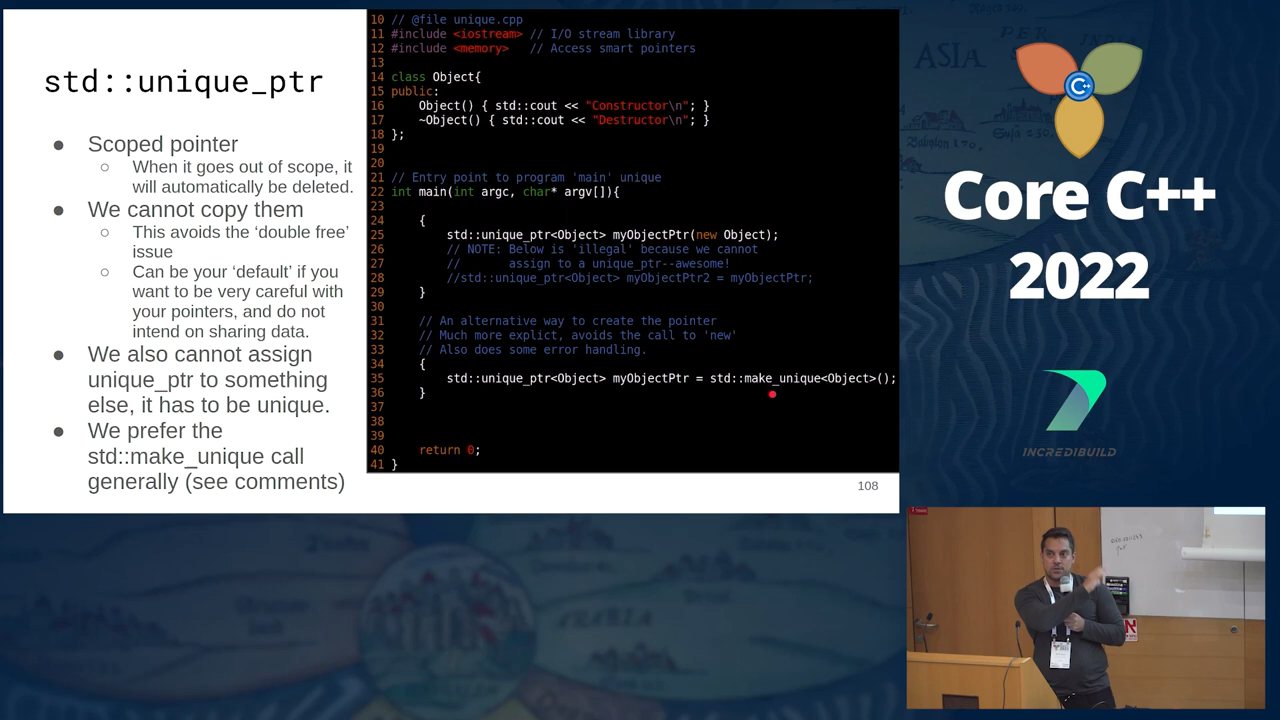 std::unique_ptr
● Scoped pointer
○ When it goes out of scope, it
will automatically be deleted.
● We cannot copy them
○ This avoids the ‘double free’
issue
○ Can be your ‘default’ if you
want to be very careful with
your pointers, and do not
intend on sharing data.
● We also cannot assign
unique_ptr to something
else, it has to be unique.
● We prefer the
std::make_unique call
generally (see comments)
10 // @file unique.cpp
11 #include <iostream> // I/O stream library
12 #include <memory>   // Access smart pointers
13
14 class Object{
15 public:
16     Object() { std::cout << "Constructor\n"; }
17     ~Object() { std::cout << "Destructor\n"; }
18 };
19
20
21 // Entry point to program 'main' unique
22 int main(int argc, char* argv[]){
23
24     {
25         std::unique_ptr<Object> myObjectPtr(new Object);
26         // NOTE: Below is 'illegal' because we cannot
27         //       assign to a unique_ptr--awesome!
28         //std::unique_ptr<Object> myObjectPtr2 = myObjectPtr;
29     }
30
31     // An alternative way to create the pointer
32     // Much more explict, avoids the call to 'new'
33     // Also does some error handling.
34     {
35         std::unique_ptr<Object> myObjectPtr = std::make_unique<Object>();
36     }
37
38
39
40     return 0;
41 }
108
C++
Core C++
2022
INCREDIBUILD
ASIA
PER
INDIA